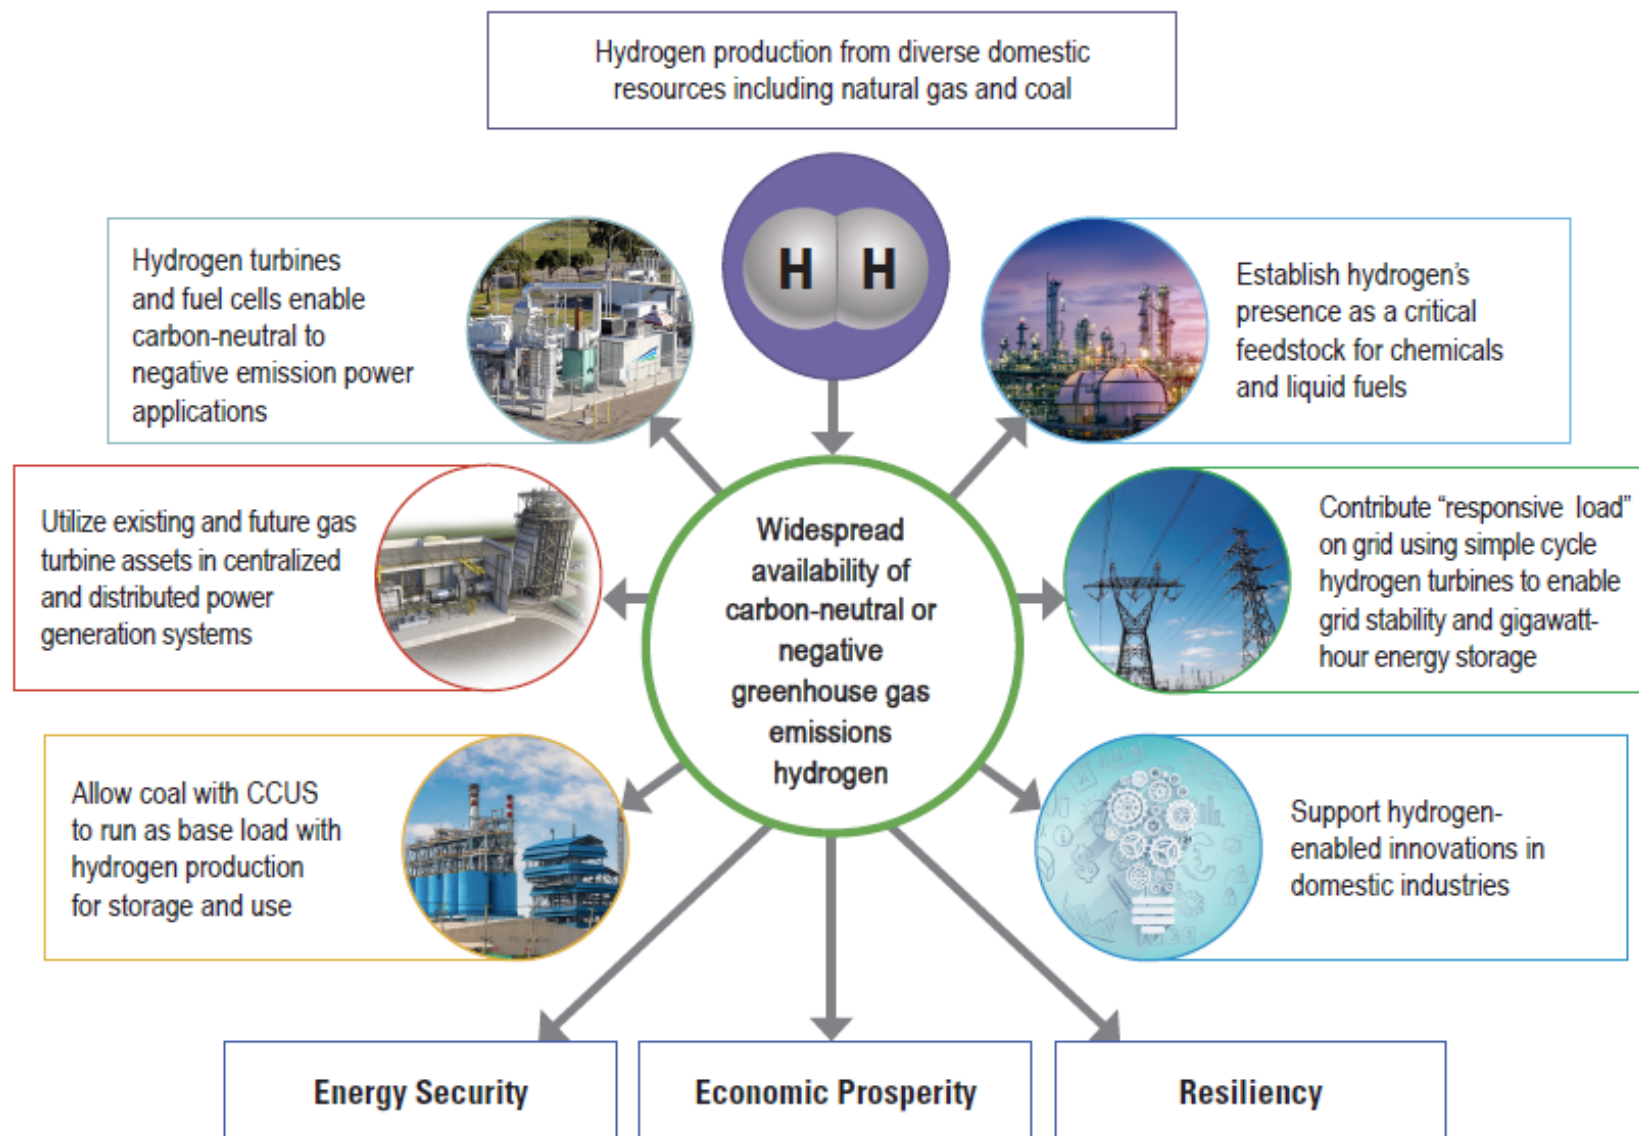 Hydrogen production from diverse domestic
resources including natural gas and coal
H H
Hydrogen turbines
and fuel cells enable
carbon-neutral to
negative emission power
applications
Establish hydrogen’s
presence as a critical
feedstock for chemicals
and liquid fuels
Utilize existing and future gas
turbine assets in centralized
and distributed power
generation systems
Widespread
availability of
carbon-neutral or
negative
greenhouse gas
emissions
hydrogen
Contribute “responsive load”
on grid using simple cycle
hydrogen turbines to enable
grid stability and gigawatt-
hour energy storage
Allow coal with CCUS
to run as base load with
hydrogen production
for storage and use
Support hydrogen-
enabled innovations in
domestic industries
Energy Security
Economic Prosperity
Resiliency